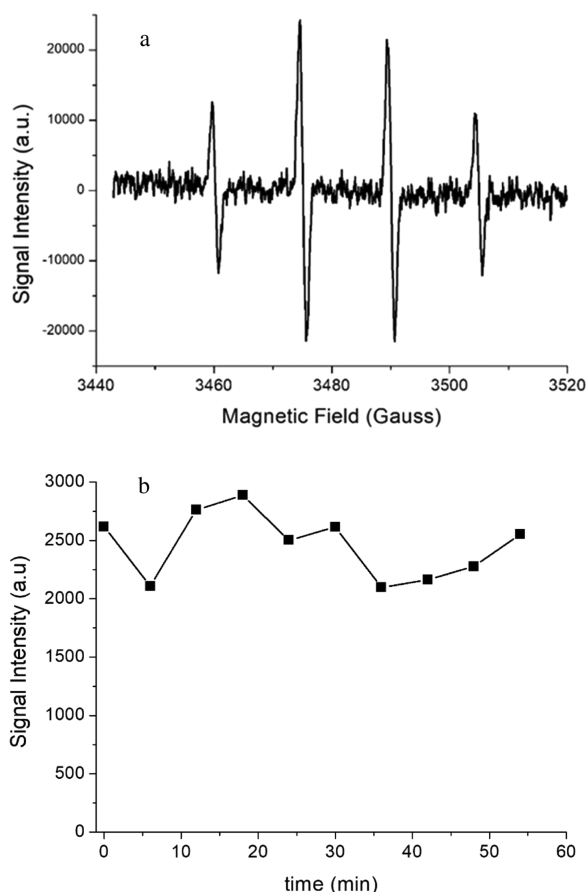 a
20000
10000
0
-10000
-20000
Signal Intensity (a.u.)
3440 3460 3480 3500 3520
Magnetic Field (Gauss)
b
3000
2500
2000
1500
1000
500
0
Signal Intensity (a.u)
0 10 20 30 40 50 60
time (min)